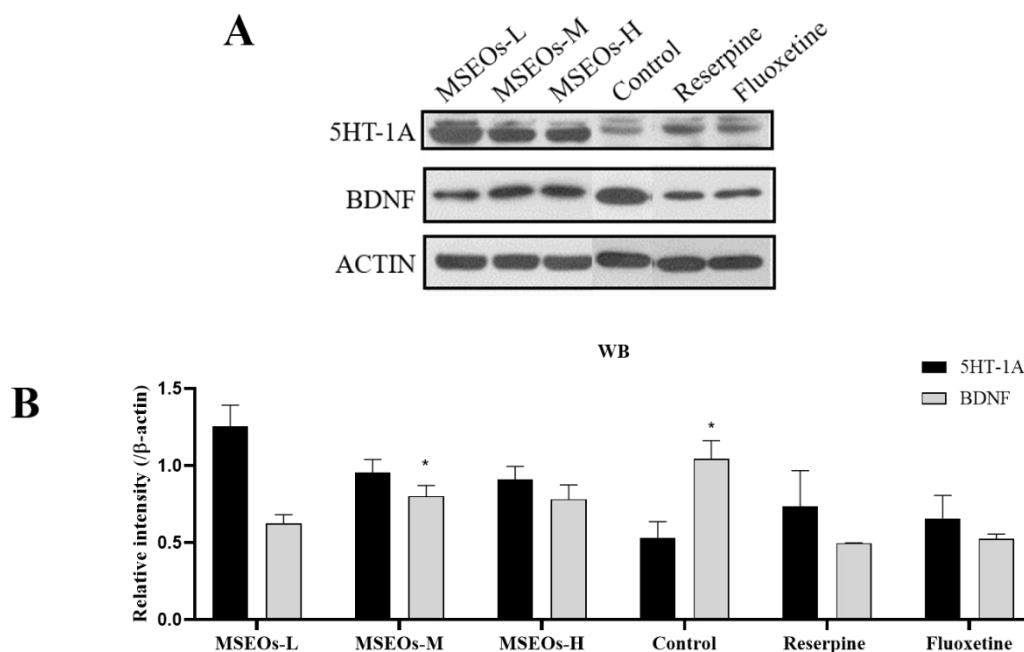 A
MSEOs-L
MSEOs-M
MSEOs-H
Control
Reserpine
Fluoxetine
5HT-1A
BDNF
ACTIN
B
WB
5HT-1A
BDNF
Relative intensity (/β-actin)
1.5
1.0
0.5
0.0
*
*
MSEOs-L
MSEOs-M
MSEOs-H
Control
Reserpine
Fluoxetine